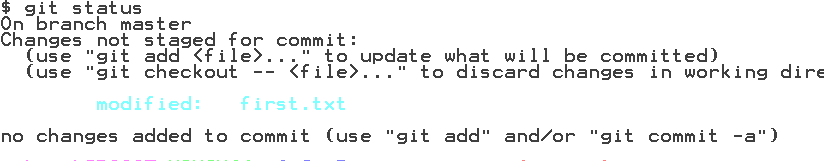 $ git status
On branch master
Changes not staged for commit:
(use "git add <file>..." to update what will be committed)
(use "git checkout -- <file>..." to discard changes in working dire
modified: first.txt
no changes added to commit (use "git add" and/or "git commit -a")